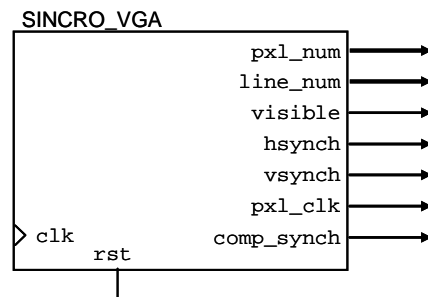 SINCRO_VGA
pxl_num
line_num
visible
hsynch
vsynch
pxl_clk
clk
comp_synch
rst